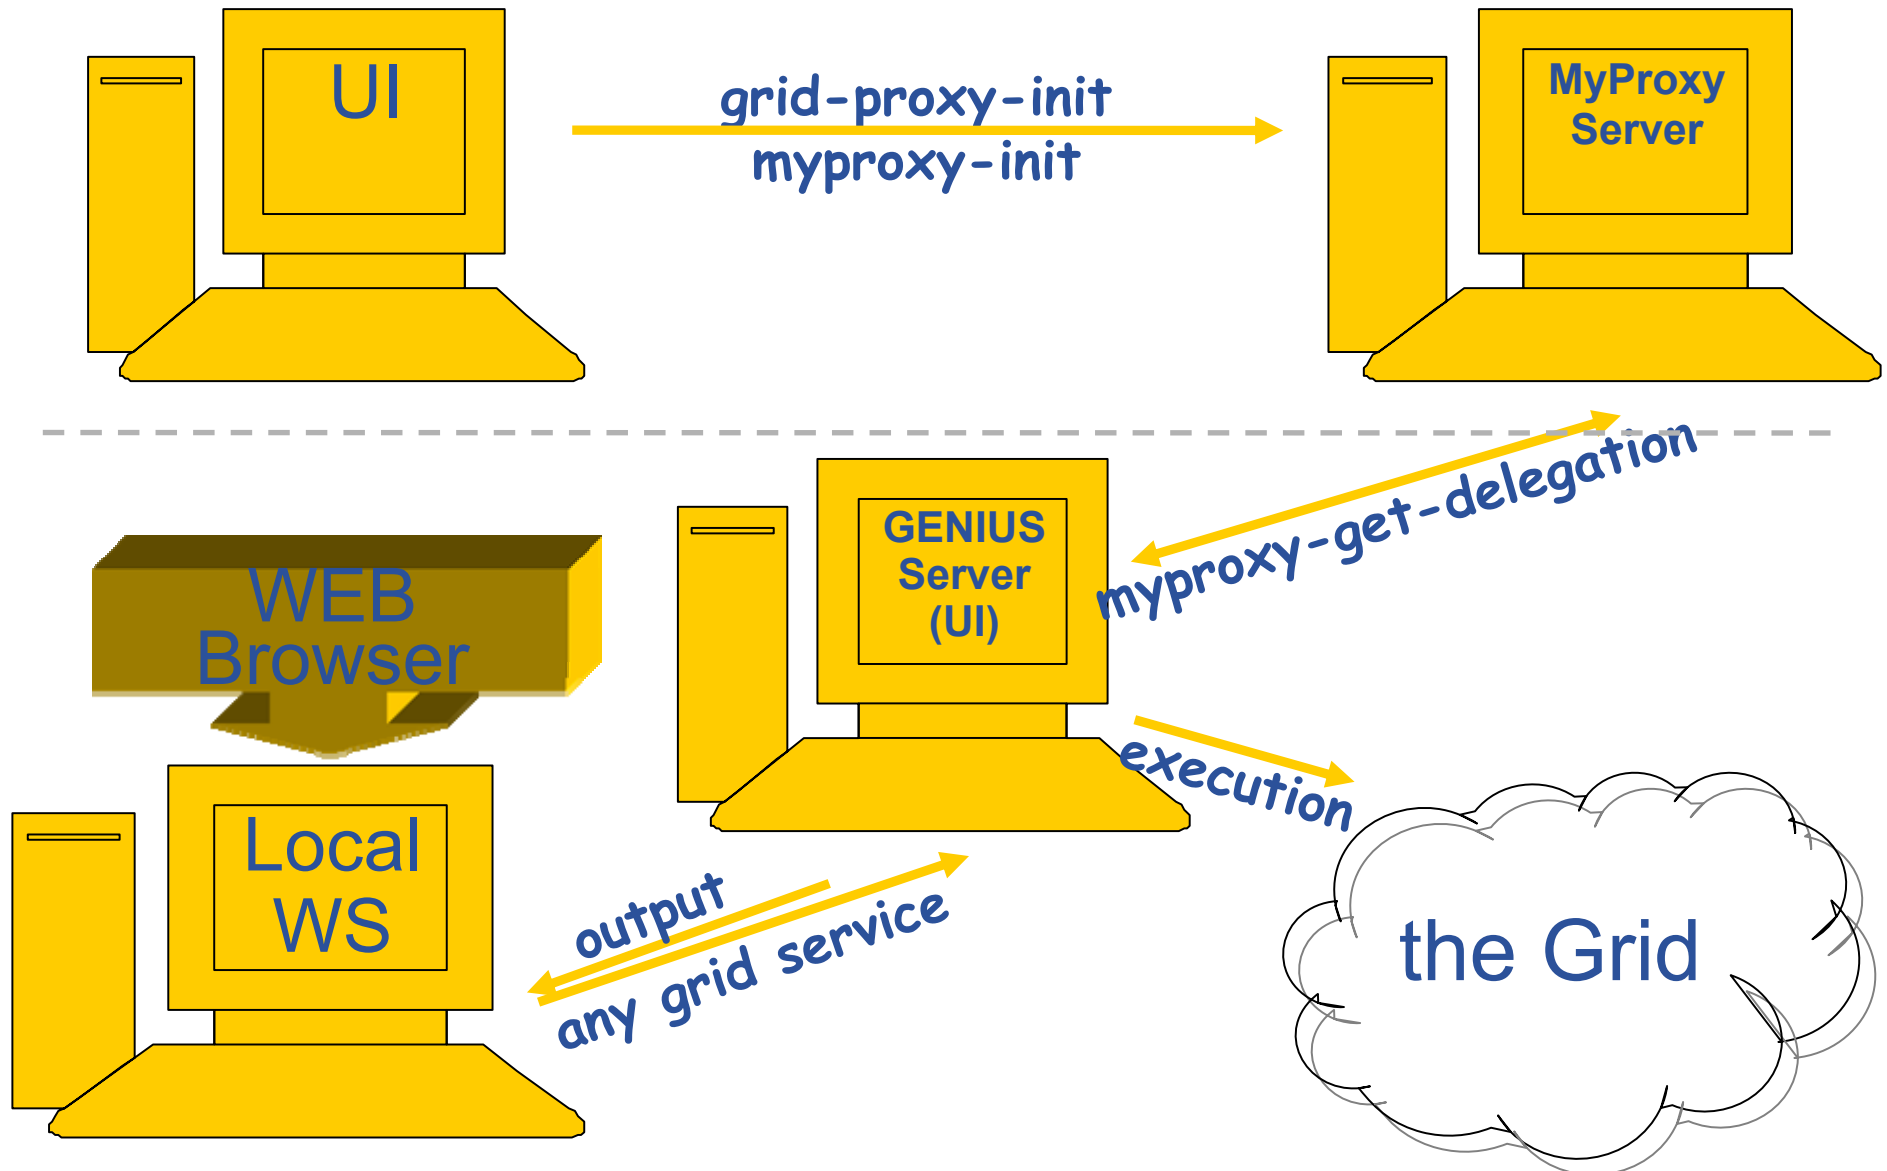 UI
grid-proxy-init
myproxy-init
MyProxy
Server
myproxy-get-delegation
GENIUS
Server
(UI)
WEB
Browser
execution
Local
WS
output
any grid service
the Grid